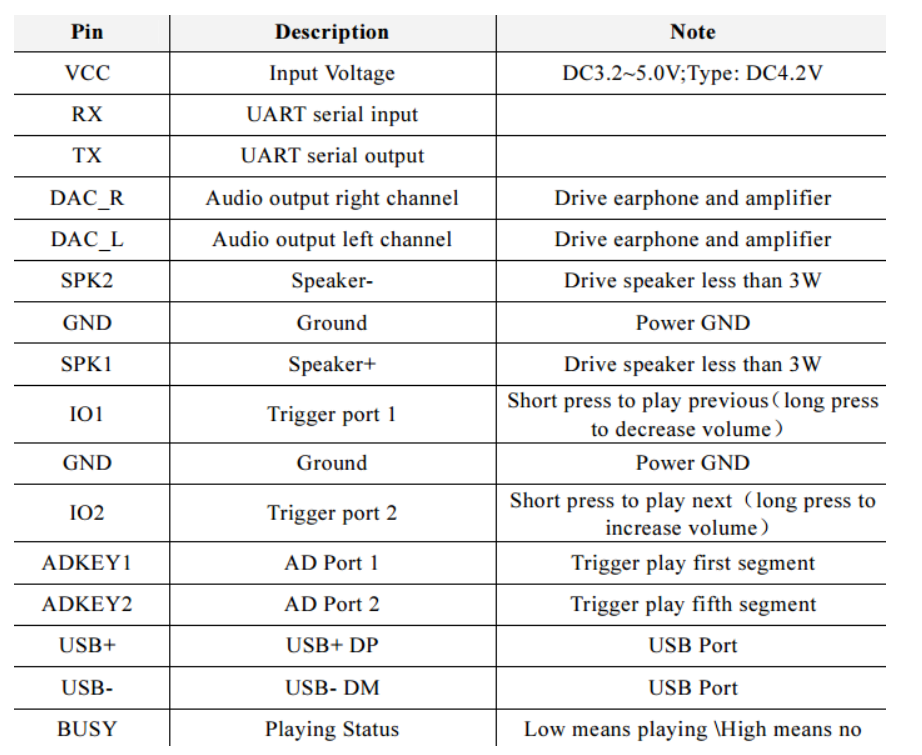 Pin Description Note
VCC Input Voltage DC3.2~5.0V;Type: DC4.2V
RX UART serial input
TX UART serial output
DAC_R Audio output right channel Drive earphone and amplifier
DAC_L Audio output left channel Drive earphone and amplifier
SPK2 Speaker- Drive speaker less than 3W
GND Ground Power GND
SPK1 Speaker+ Drive speaker less than 3W
IO1 Trigger port 1 Short press to play previous（long press
to decrease volume）
GND Ground Power GND
IO2 Trigger port 2 Short press to play next（long press to
increase volume）
ADKEY1 AD Port 1 Trigger play first segment
ADKEY2 AD Port 2 Trigger play fifth segment
USB+ USB+ DP USB Port
USB- USB- DM USB Port
BUSY Playing Status Low means playing \High means no